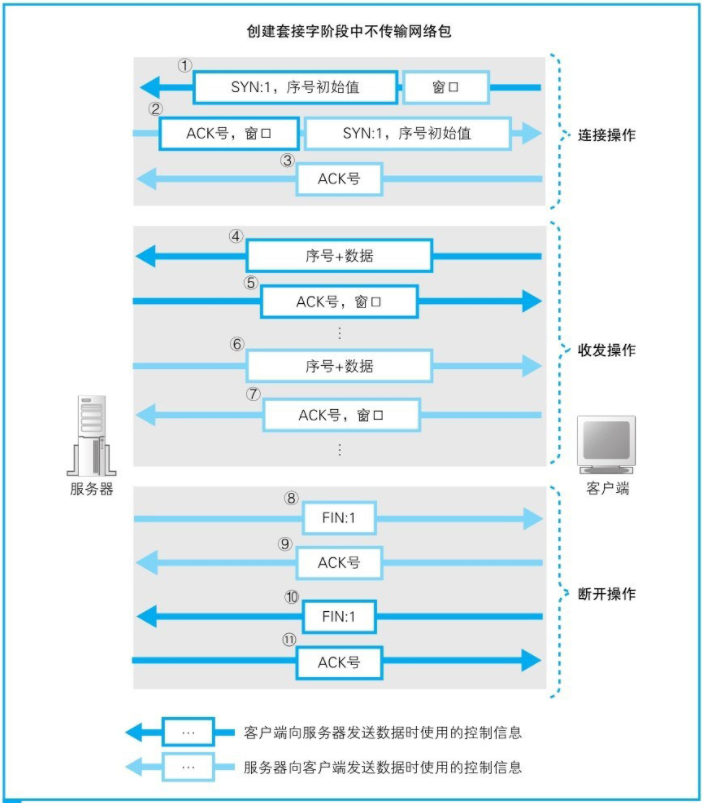 创建套接字阶段中不传输网络包
① SYN:1，序号初始值 窗口
② ACK号，窗口 SYN:1，序号初始值
③ ACK号
连接操作
④ 序号+数据
⑤ ACK号，窗口
⋮
⑥ 序号+数据
⑦ ACK号，窗口
⋮
收发操作
服务器
客户端
⑧ FIN:1
⑨ ACK号
⑩ FIN:1
⑪ ACK号
断开操作
… 客户端向服务器发送数据时使用的控制信息
… 服务器向客户端发送数据时使用的控制信息